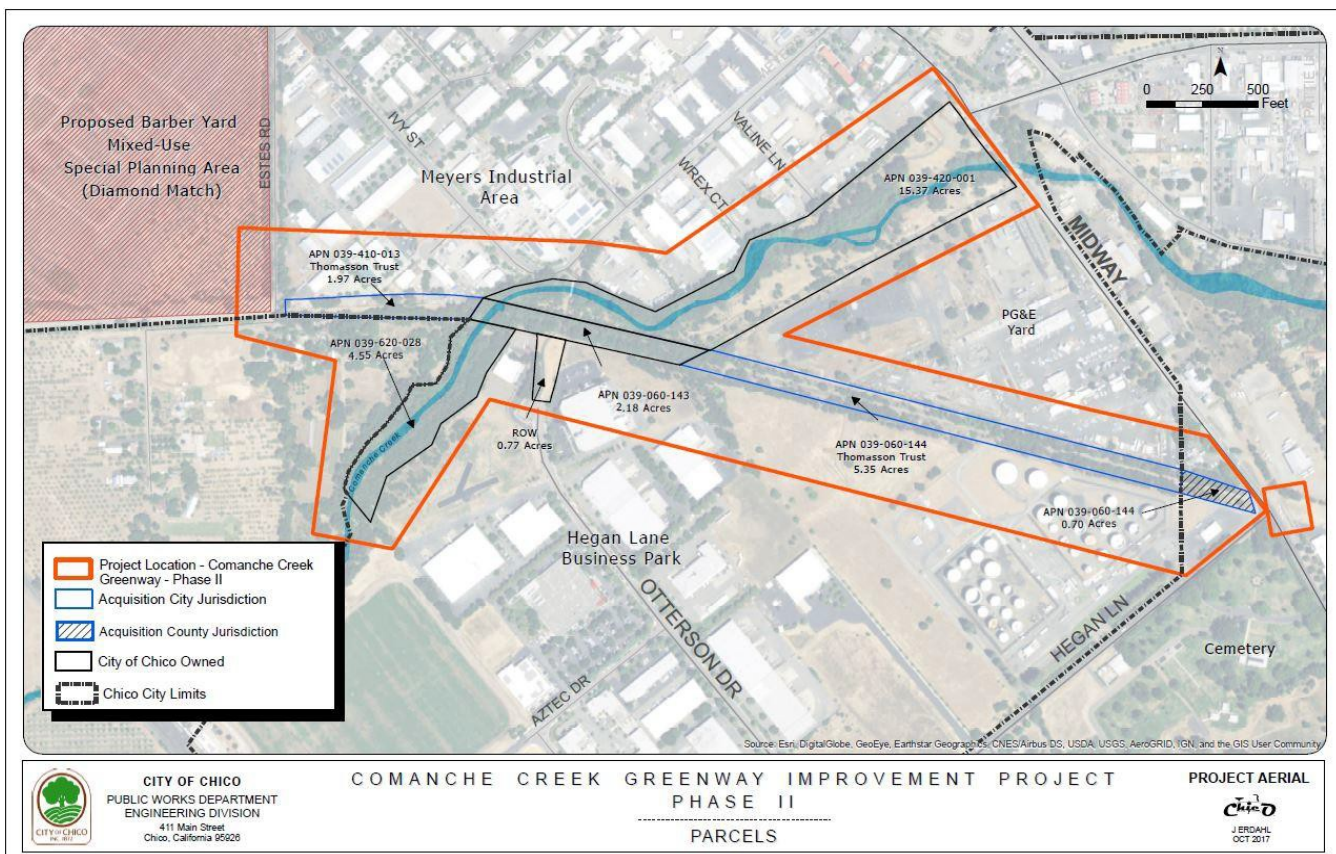 Proposed Barber Yard
Mixed-Use
Special Planning Area
(Diamond Match)
ESTES RD
IVY ST
Meyers Industrial
Area
VALINE LN
WREX CT
N
0 250 500
Feet
APN 039-420-001
15.37 Acres
MIDWAY
APN 039-410-013
Thomasson Trust
1.97 Acres
APN 039-620-028
4.55 Acres
PG&E
Yard
APN 039-060-143
2.18 Acres
ROW
0.77 Acres
APN 039-060-144
Thomasson Trust
5.35 Acres
Comanche Creek
APN 039-060-144
0.70 Acres
Hegan Lane
Business Park
OTTERSON DR
HEGAN LN
Cemetery
AZTEC DR
Project Location - Comanche Creek
Greenway - Phase II
Acquisition City Jurisdiction
Acquisition County Jurisdiction
City of Chico Owned
Chico City Limits
Source: Esri, DigitalGlobe, GeoEye, Earthstar Geographics, CNES/Airbus DS, USDA, USGS, AeroGRID, IGN, and the GIS User Community
CITY OF CHICO
INC. 1872
CITY OF CHICO
PUBLIC WORKS DEPARTMENT
ENGINEERING DIVISION
411 Main Street
Chico, California 95926
COMANCHE CREEK GREENWAY IMPROVEMENT PROJECT
PHASE II
PARCELS
PROJECT AERIAL
Chico
J ERDAHL
OCT 2017